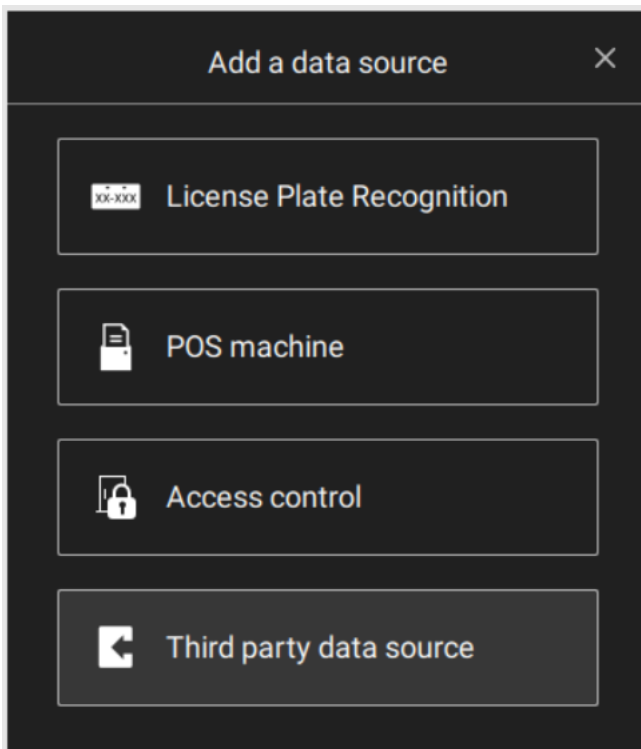 Add a data source
xx-xxx
License Plate Recognition
POS machine
Access control
Third party data source